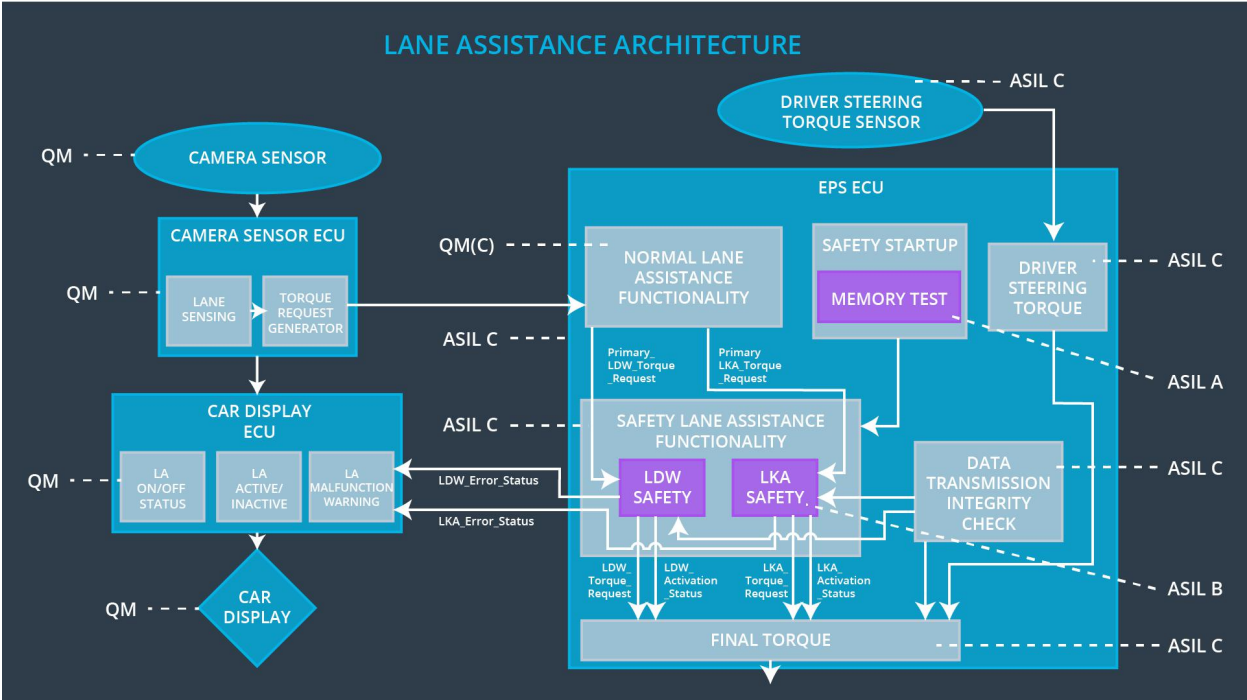 LANE ASSISTANCE ARCHITECTURE
ASIL C
DRIVER STEERING
TORQUE SENSOR
QM
CAMERA SENSOR
EPS ECU
CAMERA SENSOR ECU
QM(C)
NORMAL LANE
ASSISTANCE
FUNCTIONALITY
SAFETY STARTUP
MEMORY TEST
DRIVER
STEERING
TORQUE
ASIL C
QM
LANE
SENSING
TORQUE
REQUEST
GENERATOR
ASIL C
Primary_
LDW_Torque
_Request
Primary
LKA_Torque
_Request
ASIL A
CAR DISPLAY
ECU
ASIL C
SAFETY LANE ASSISTANCE
FUNCTIONALITY
QM
LA
ON/OFF
STATUS
LA
ACTIVE/
INACTIVE
LA
MALFUNCTION
WARNING
LDW_Error_Status
LKA_Error_Status
LDW
SAFETY
LKA
SAFETY
DATA
TRANSMISSION
INTEGRITY
CHECK
ASIL C
LDW_
Torque_
Request
LDW_
Activation
_Status
LKA_
Torque_
Request
LKA_
Activation
_Status
ASIL B
QM
CAR
DISPLAY
FINAL TORQUE
ASIL C